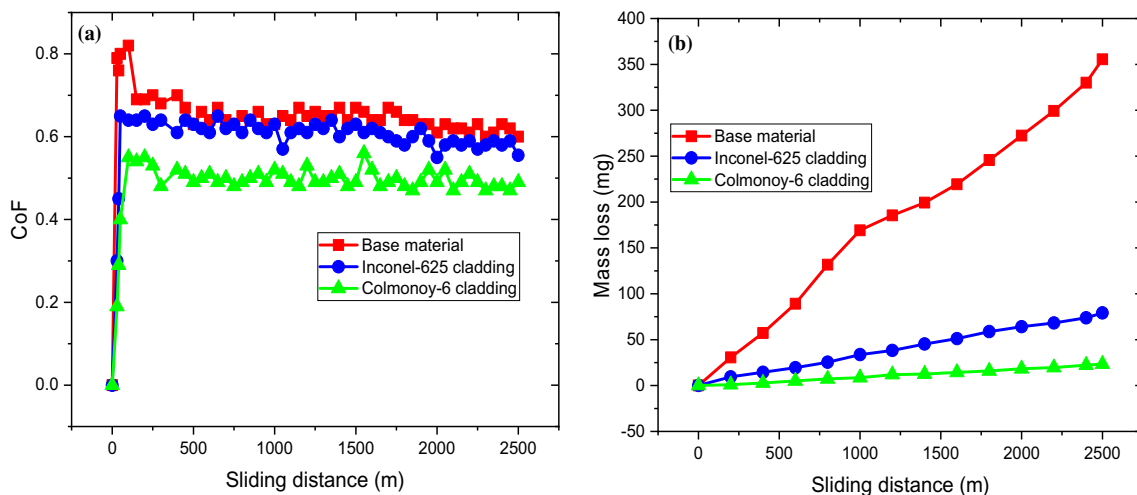 (a)
0.8
0.6
0.4
0.2
0.0
CoF
Base material
Inconel-625 cladding
Colmonoy-6 cladding
0
500
1000
1500
2000
2500
Sliding distance (m)
(b)
400
350
300
250
200
150
100
50
0
-50
Mass loss (mg)
Base material
Inconel-625 cladding
Colmonoy-6 cladding
0
500
1000
1500
2000
2500
Sliding distance (m)